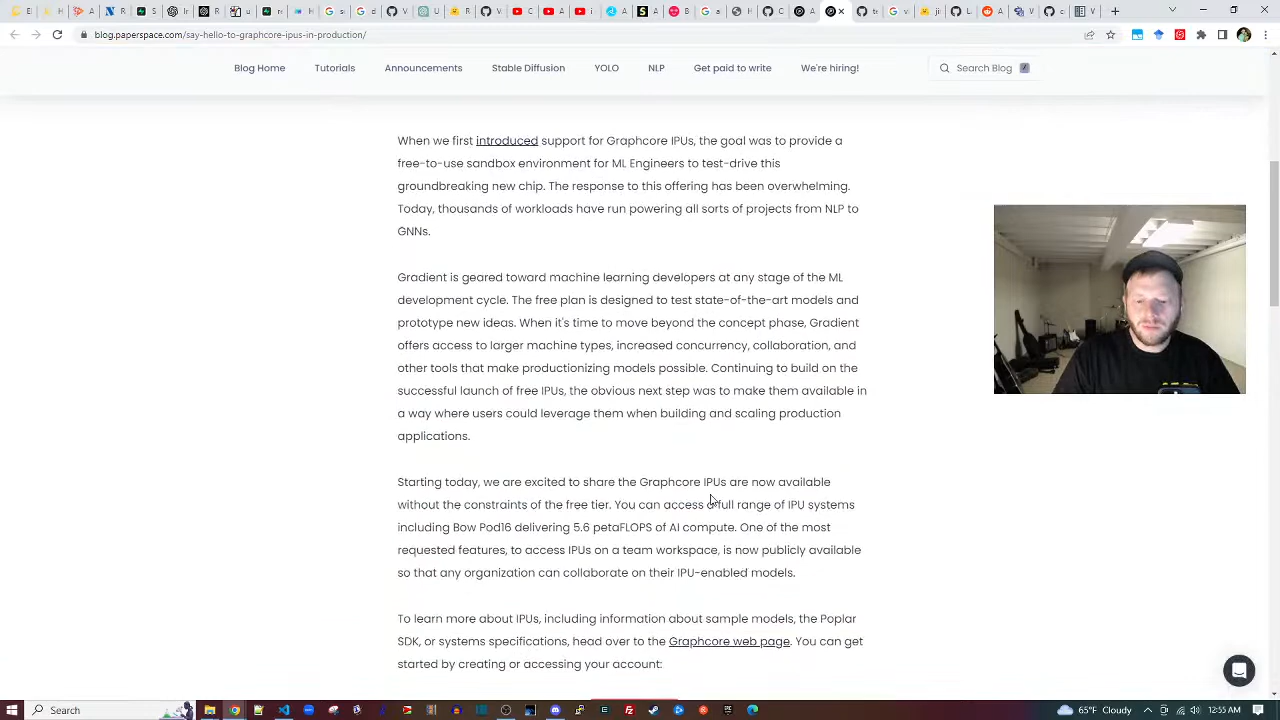 blog.paperspace.com/say-hello-to-graphcore-ipus-in-production/
Blog Home Tutorials Announcements Stable Diffusion YOLO NLP Get paid to write We're hiring! Search Blog /
When we first introduced support for Graphcore IPUs, the goal was to provide a
free-to-use sandbox environment for ML Engineers to test-drive this
groundbreaking new chip. The response to this offering has been overwhelming.
Today, thousands of workloads have run powering all sorts of projects from NLP to
GNNs.
Gradient is geared toward machine learning developers at any stage of the ML
development cycle. The free plan is designed to test state-of-the-art models and
prototype new ideas. When it's time to move beyond the concept phase, Gradient
offers access to larger machine types, increased concurrency, collaboration, and
other tools that make productionizing models possible. Continuing to build on the
successful launch of free IPUs, the obvious next step was to make them available in
a way where users could leverage them when building and scaling production
applications.
Starting today, we are excited to share the Graphcore IPUs are now available
without the constraints of the free tier. You can access a full range of IPU systems
including Bow Pod16 delivering 5.6 petaFLOPS of AI compute. One of the most
requested features, to access IPUs on a team workspace, is now publicly available
so that any organization can collaborate on their IPU-enabled models.
To learn more about IPUs, including information about sample models, the Poplar
SDK, or systems specifications, head over to the Graphcore web page. You can get
started by creating or accessing your account:
Search 65°F Cloudy 12:55 AM